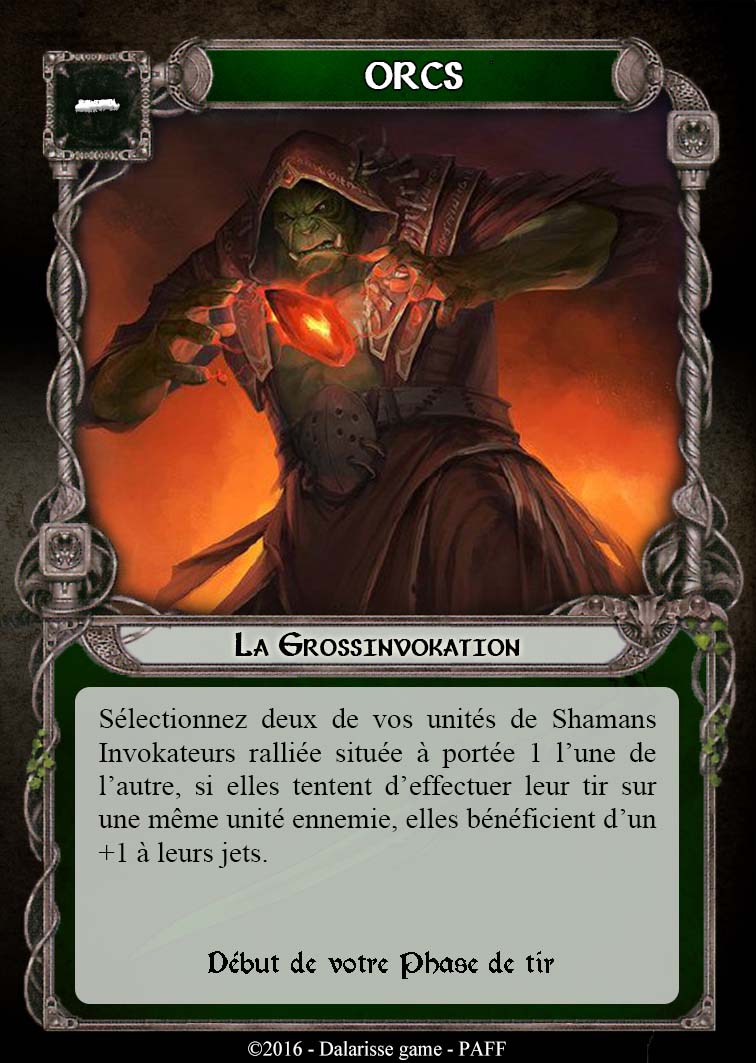 ORCS
La Grossinvokation
Sélectionnez deux de vos unités de Shamans
Invokateurs ralliée située à portée 1 l’une de
l’autre, si elles tentent d’effectuer leur tir sur
une même unité ennemie, elles bénéficient d’un
+1 à leurs jets.
Début de votre Phase de tir
©2016 - Dalarisse game - PAFF